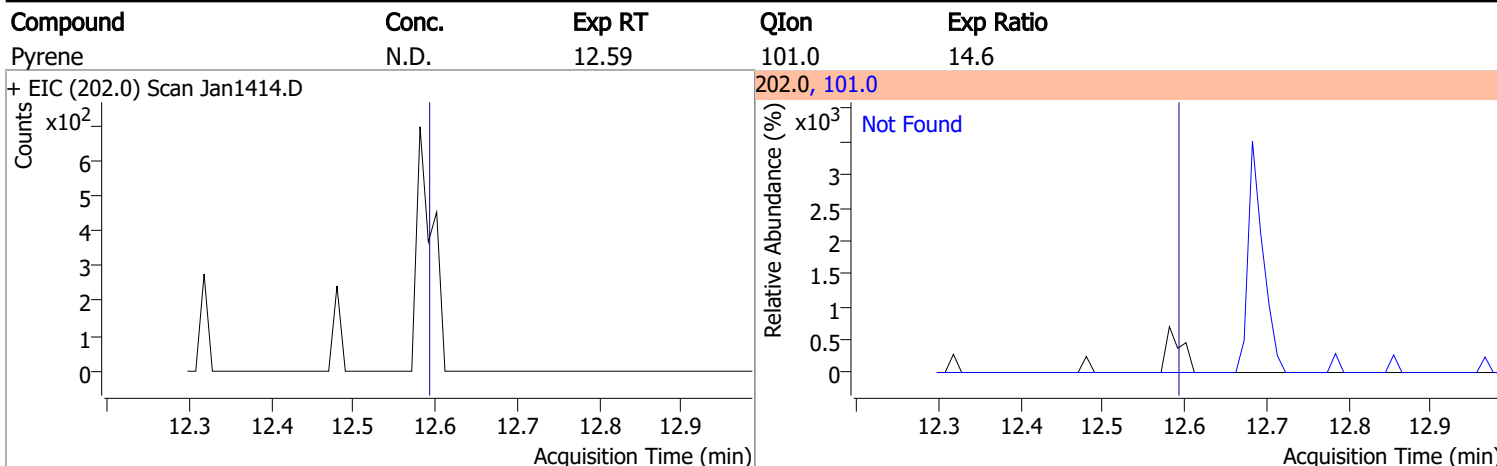 Compound Conc. Exp RT QIon Exp Ratio
Pyrene N.D. 12.59 101.0 14.6
+ EIC (202.0) Scan Jan1414.D
Counts
x10²
6
5
4
3
2
1
0
12.3 12.4 12.5 12.6 12.7 12.8 12.9
Acquisition Time (min)
202.0, 101.0
Relative Abundance (%)
x10³
Not Found
3
2.5
2
1.5
1
0.5
0
12.3 12.4 12.5 12.6 12.7 12.8 12.9
Acquisition Time (min)